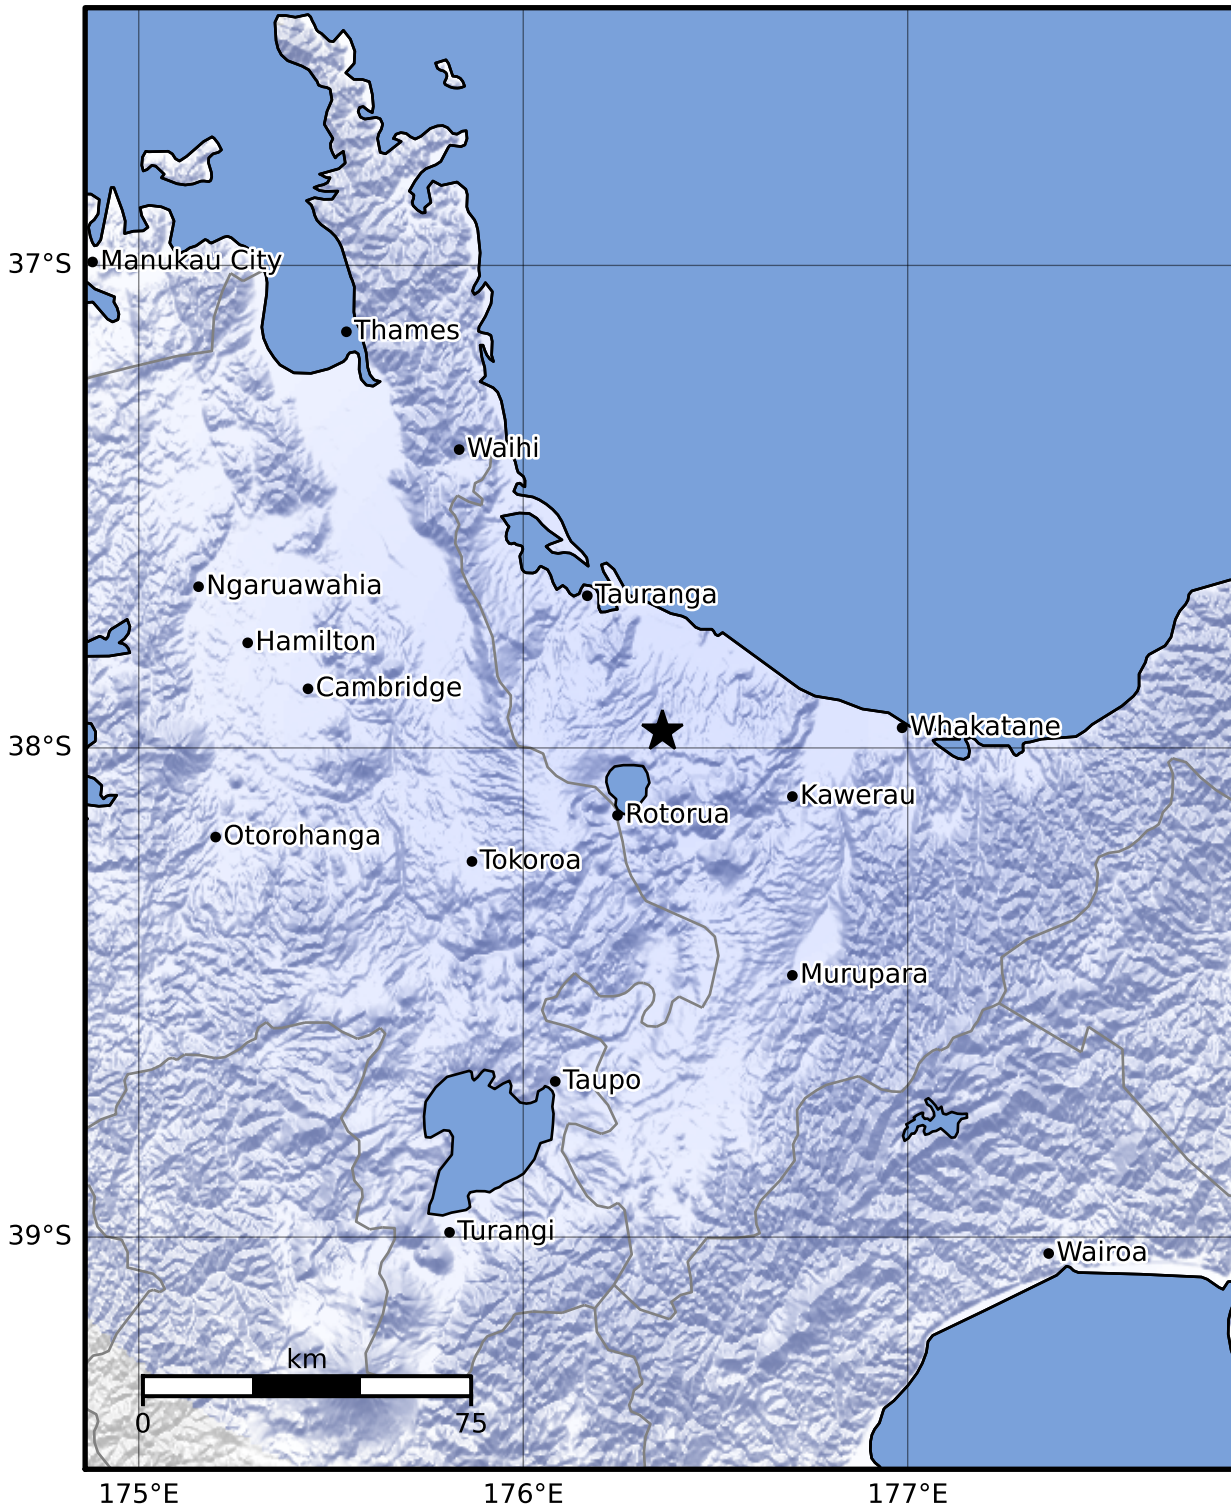 37°S
Manukau City
Thames
Waihi
Ngaruawahia
Tauranga
Hamilton
Cambridge
Whakatane
38°S
Kawerau
Rotorua
Otorohanga
Tokoroa
Murupara
Taupo
Turangi
39°S
Wairoa
km
0
75
175°E
176°E
177°E